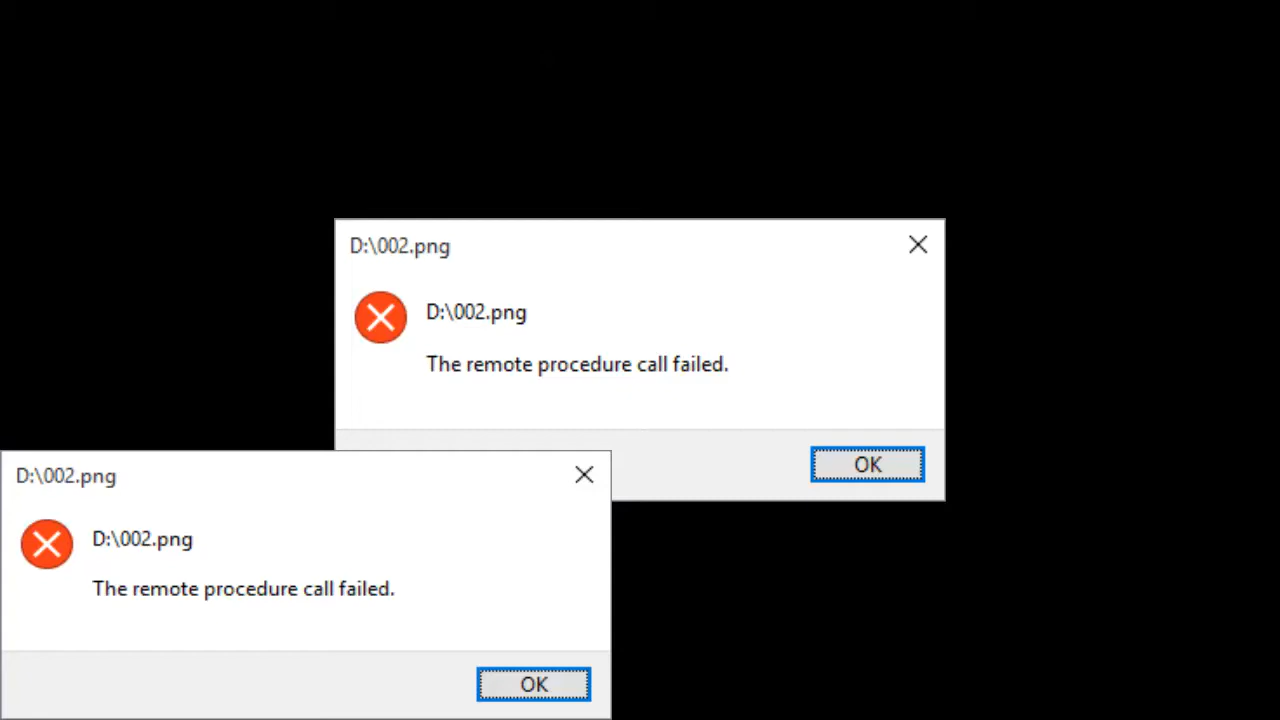 D:\002.png
D:\002.png
The remote procedure call failed.
OK
D:\002.png
D:\002.png
The remote procedure call failed.
OK